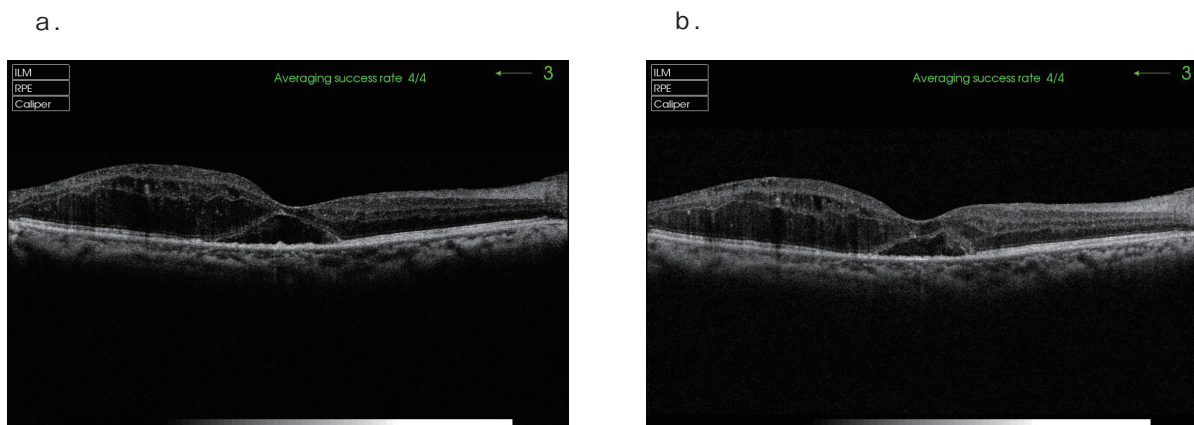 a.
b.
ILM
RPE
Caliper
Averaging success rate 4/4
3
ILM
RPE
Caliper
Averaging success rate 4/4
3